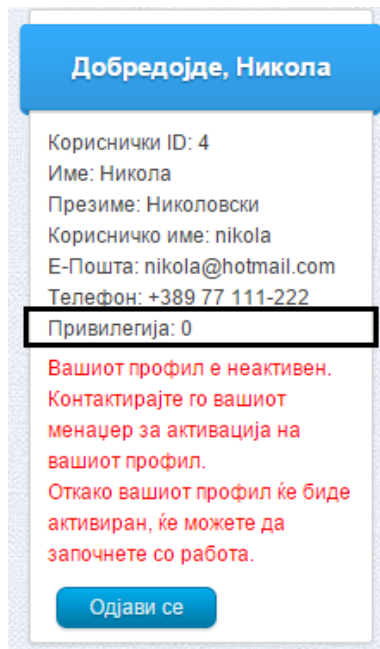 Добредојде, Никола
Кориснички ID: 4
Име: Никола
Презиме: Николовски
Корисничко име: nikola
Е-Пошта: nikola@hotmail.com
Телефон: +389 77 111-222
Привилегија: 0
Вашиот профил е неактивен.
Контактирајте го вашиот
менаџер за активација на
вашиот профил.
Откако вашиот профил ќе биде
активиран, ќе можете да
започнете со работа.
Одјави се